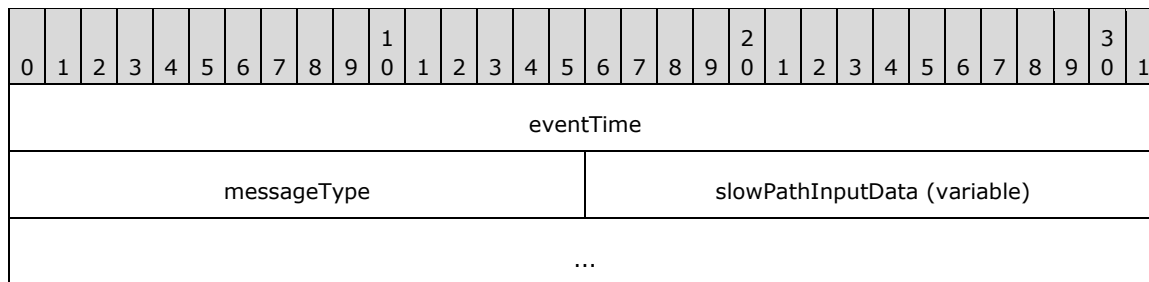 1 2 3
0 1 2 3 4 5 6 7 8 9 0 1 2 3 4 5 6 7 8 9 0 1 2 3 4 5 6 7 8 9 0 1
eventTime
messageType slowPathInputData (variable)
...